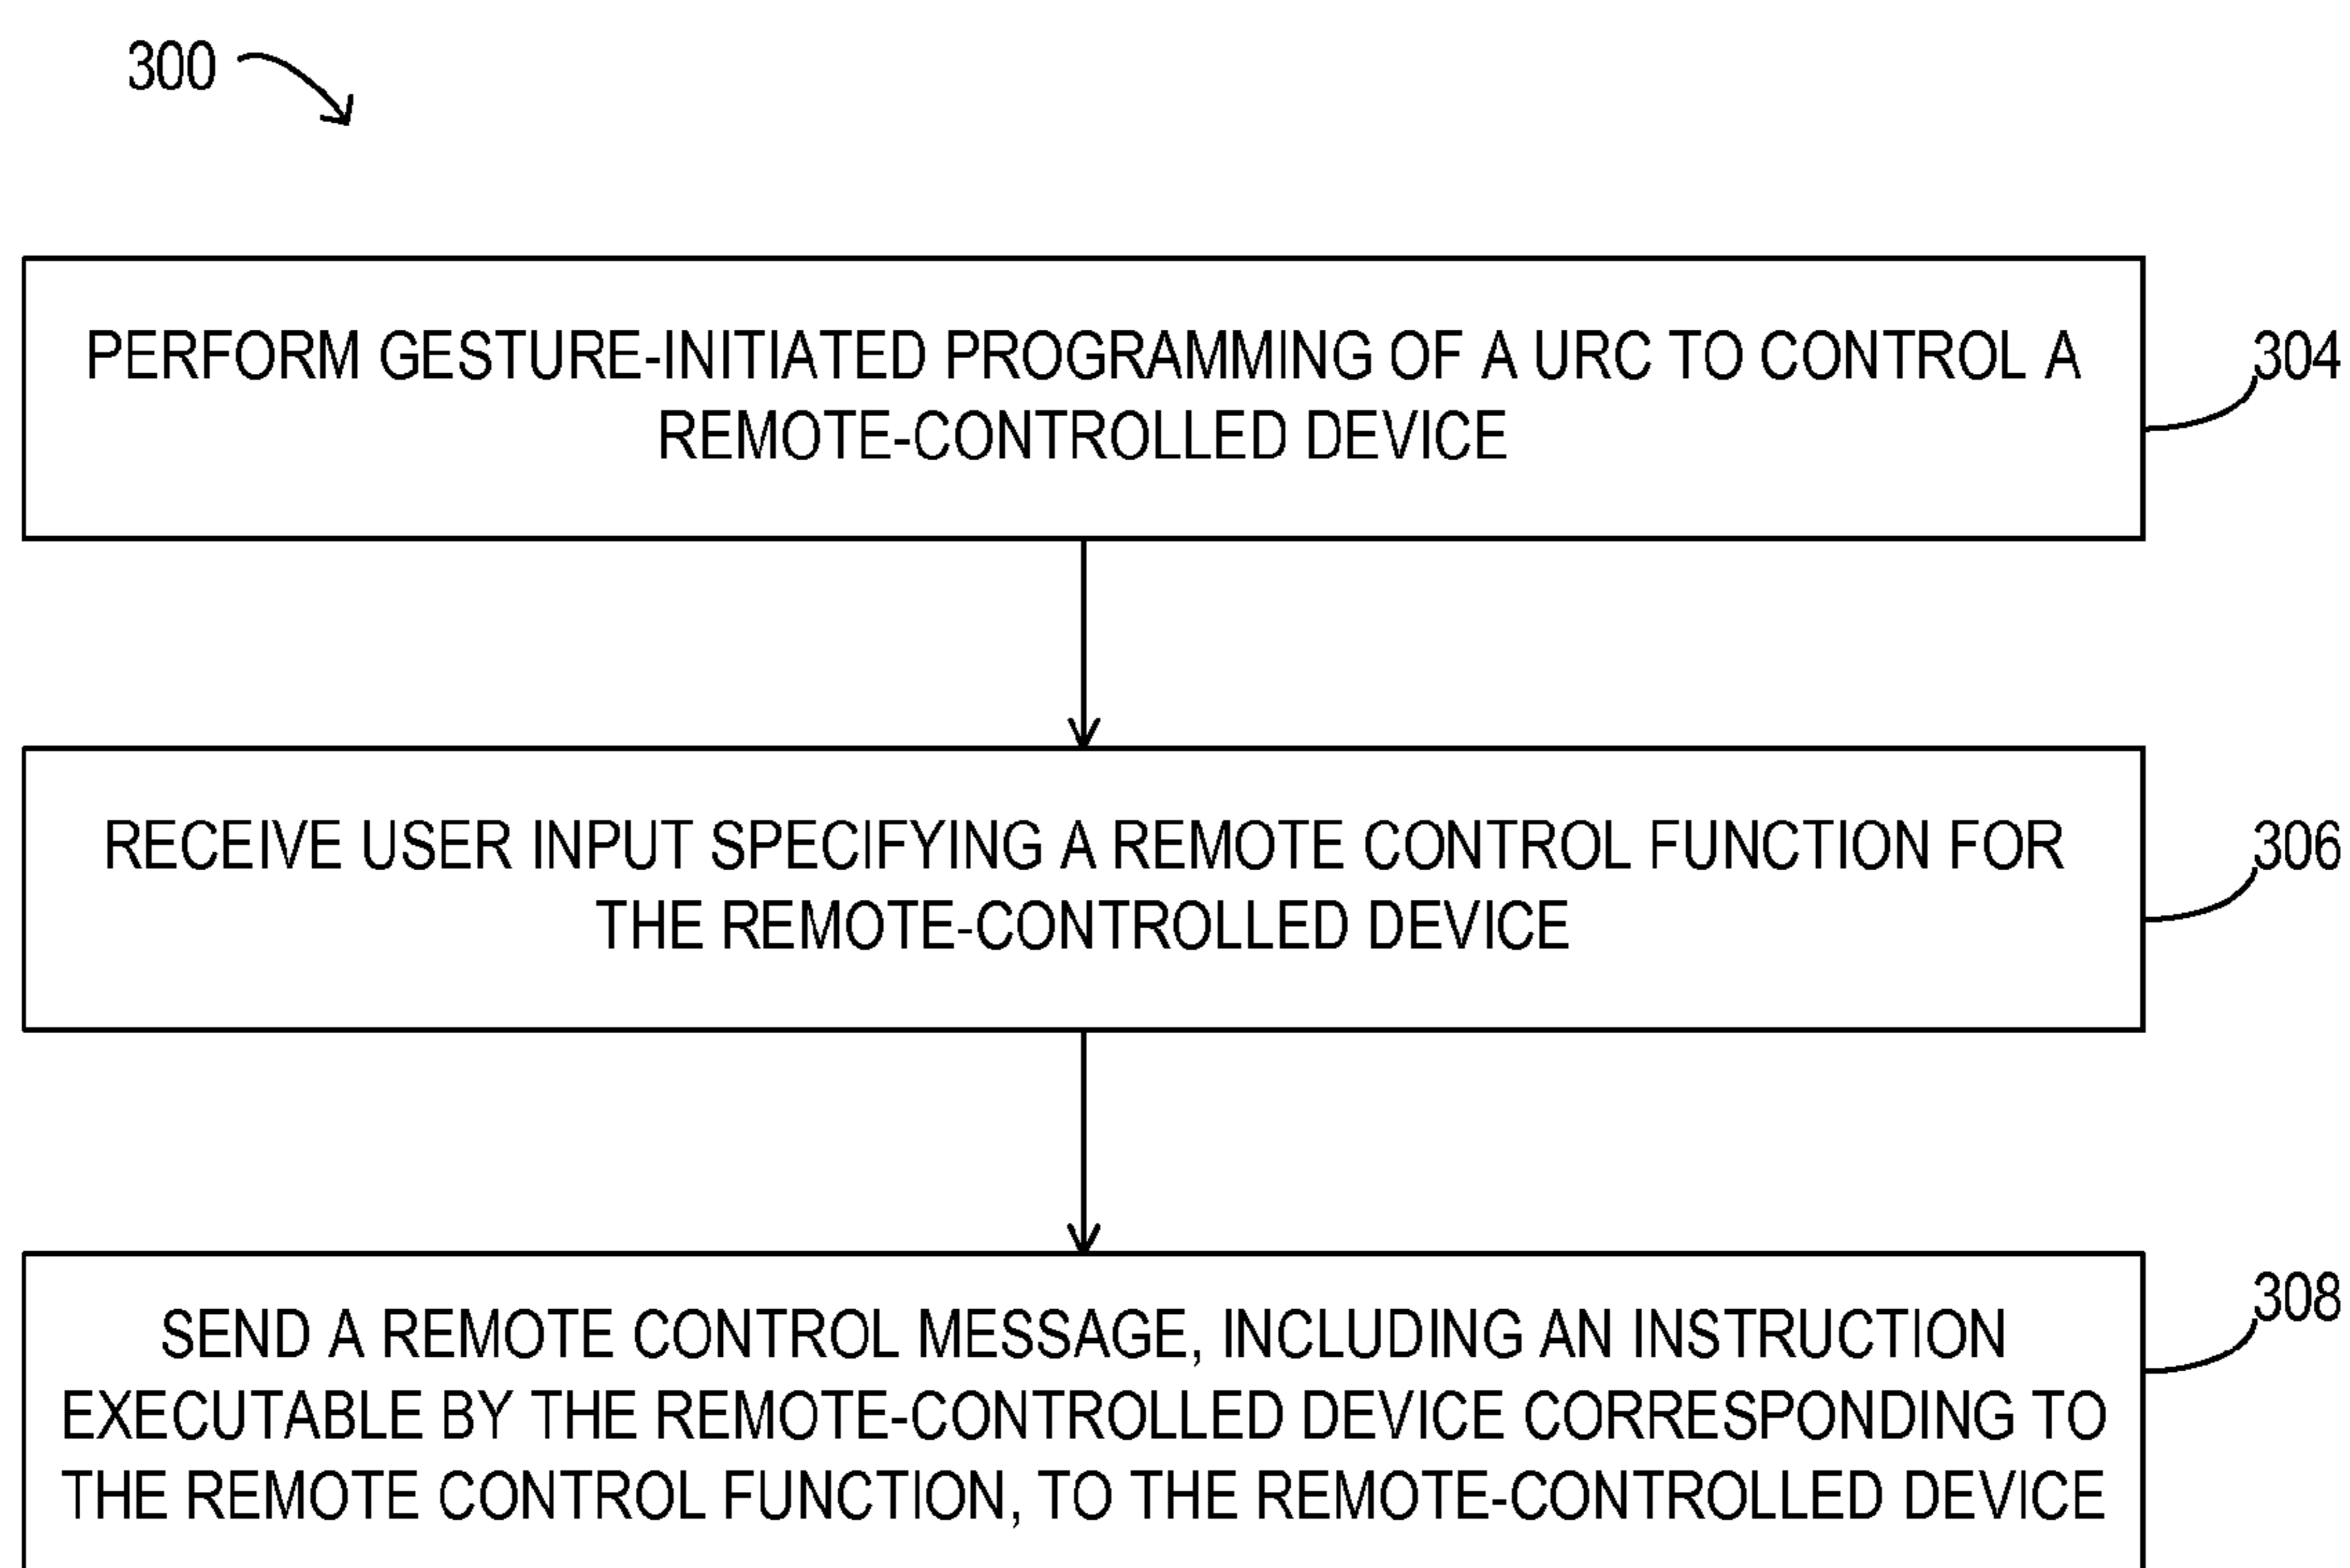 300
PERFORM GESTURE-INITIATED PROGRAMMING OF A URC TO CONTROL A
REMOTE-CONTROLLED DEVICE
304
RECEIVE USER INPUT SPECIFYING A REMOTE CONTROL FUNCTION FOR
THE REMOTE-CONTROLLED DEVICE
306
SEND A REMOTE CONTROL MESSAGE, INCLUDING AN INSTRUCTION
EXECUTABLE BY THE REMOTE-CONTROLLED DEVICE CORRESPONDING TO
THE REMOTE CONTROL FUNCTION, TO THE REMOTE-CONTROLLED DEVICE
308